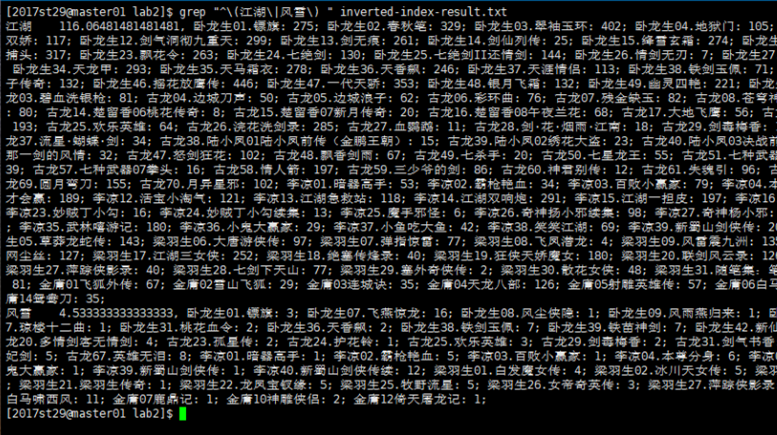 [2017st29@master01 lab2]$ grep "^\(江湖\|风雪\) " inverted-index-result.txt
江湖    116.06481481481481, 卧龙生01.镖旗: 275; 卧龙生02.春秋笔: 329; 卧龙生03.翠袖玉环: 402; 卧龙生04.地狱门: 105;
双娇: 117; 卧龙生12.剑气洞彻九重天: 299; 卧龙生13.剑无痕: 261; 卧龙生14.剑仙列传: 25; 卧龙生15.绛雪玄霜: 274; 卧龙生
捕头: 317; 卧龙生23.飘花令: 263; 卧龙生24.七绝剑: 130; 卧龙生25.七绝剑II还情剑: 144; 卧龙生26.情剑无刃: 7; 卧龙生
 卧龙生34.天龙甲: 293; 卧龙生35.天马霜衣: 278; 卧龙生36.天香飙: 246; 卧龙生37.天涯情侣: 113; 卧龙生38.铁剑玉佩: 71;
子传奇: 132; 卧龙生46.摇花放鹰传: 446; 卧龙生47.一代天骄: 353; 卧龙生48.银月飞霜: 132; 卧龙生49.幽灵四艳: 221; 卧龙
龙03.碧血洗银枪: 81; 古龙04.边城刀声: 50; 古龙05.边城浪子: 62; 古龙06.彩环曲: 76; 古龙07.残金缺玉: 82; 古龙08.苍穹神
: 80; 古龙14.楚留香06桃花传奇: 8; 古龙15.楚留香07新月传奇: 20; 古龙16.楚留香08午夜兰花: 68; 古龙17.大地飞鹰: 56;
 193; 古龙25.欢乐英雄: 64; 古龙26.浣花洗剑录: 285; 古龙27.血鹦鹉: 11; 古龙28.剑·花·烟雨·江南: 18; 古龙29.剑毒梅香:
龙37.流星·蝴蝶·剑: 34; 古龙38.陆小凤01陆小凤前传（金鹏王朝）: 15; 古龙39.陆小凤02绣花大盗: 23; 古龙40.陆小凤03决战前
那一剑的风情: 32; 古龙47.怒剑狂花: 102; 古龙48.飘香剑雨: 67; 古龙49.七杀手: 20; 古龙50.七星龙王: 55; 古龙51.七种武器
39; 古龙57.七种武器07拳头: 16; 古龙58.情人箭: 197; 古龙59.三少爷的剑: 86; 古龙60.神君别传: 12; 古龙61.失魂引: 96; 古
龙69.圆月弯刀: 155; 古龙70.月异星邪: 102; 李凉01.暗器高手: 53; 李凉02.霸枪艳血: 34; 李凉03.百败小赢家: 79; 李凉04.本
才会赢: 189; 李凉12.活宝小淘气: 121; 李凉13.江湖急救站: 118; 李凉14.江湖双响炮: 291; 李凉15.江湖一担皮: 197; 李凉16
李凉23.妙贼丁小勾: 16; 李凉24.妙贼丁小勾续集: 13; 李凉25.魔手邪怪: 6; 李凉26.奇神扬小邪续集: 98; 李凉27.奇神杨小邪:
; 李凉35.武林嘻游记: 180; 李凉36.小鬼大赢家: 29; 李凉37.小鱼吃大鱼: 42; 李凉38.笑笑江湖: 69; 李凉39.新蜀山剑侠传:
生05.草莽龙蛇传: 143; 梁羽生06.大唐游侠传: 97; 梁羽生07.弹指惊雷: 77; 梁羽生08.飞凤潜龙: 4; 梁羽生09.风雷震九洲: 13
网尘丝: 127; 梁羽生17.江湖三女侠: 252; 梁羽生18.绝塞传烽录: 40; 梁羽生19.狂侠天娇魔女: 180; 梁羽生20.联剑风云录:
梁羽生27.萍踪侠影录: 40; 梁羽生28.七剑下天山: 77; 梁羽生29.塞外奇侠传: 2; 梁羽生30.散花女侠: 48; 梁羽生31.随笔集:
 81; 金庸01飞狐外传: 67; 金庸02雪山飞狐: 29; 金庸03连城诀: 35; 金庸04天龙八部: 126; 金庸05射雕英雄传: 57; 金庸06白马
庸14鸳鸯刀: 35;
风雪    4.533333333333333, 卧龙生01.镖旗: 3; 卧龙生07.飞燕惊龙: 16; 卧龙生08.风尘侠隐: 1; 卧龙生09.风雨燕归来: 1; 卧
7.琼楼十二曲: 1; 卧龙生31.桃花血令: 2; 卧龙生36.天香飙: 2; 卧龙生38.铁剑玉佩: 7; 卧龙生39.铁苗神剑: 7; 卧龙生42.新仙
龙20.多情剑客无情剑: 4; 古龙23.孤星传: 2; 古龙24.护花铃: 1; 古龙25.欢乐英雄: 3; 古龙29.剑毒梅香: 2; 古龙31.剑气书香
妃剑: 5; 古龙67.英雄无泪: 8; 李凉01.暗器高手: 1; 李凉02.霸枪艳血: 5; 李凉03.百败小赢家: 1; 李凉04.本尊分身: 6; 李凉
鬼大赢家: 1; 李凉39.新蜀山剑侠传: 1; 李凉40.新蜀山剑侠传续: 12; 梁羽生01.白发魔女传: 4; 梁羽生02.冰川天女传: 5; 梁羽
; 梁羽生21.梁羽生传奇: 1; 梁羽生22.龙凤宝钗缘: 5; 梁羽生25.牧野流星: 5; 梁羽生26.女帝奇英传: 3; 梁羽生27.萍踪侠影录
白马啸西风: 11; 金庸07鹿鼎记: 1; 金庸10神雕侠侣: 2; 金庸12倚天屠龙记: 1;
[2017st29@master01 lab2]$